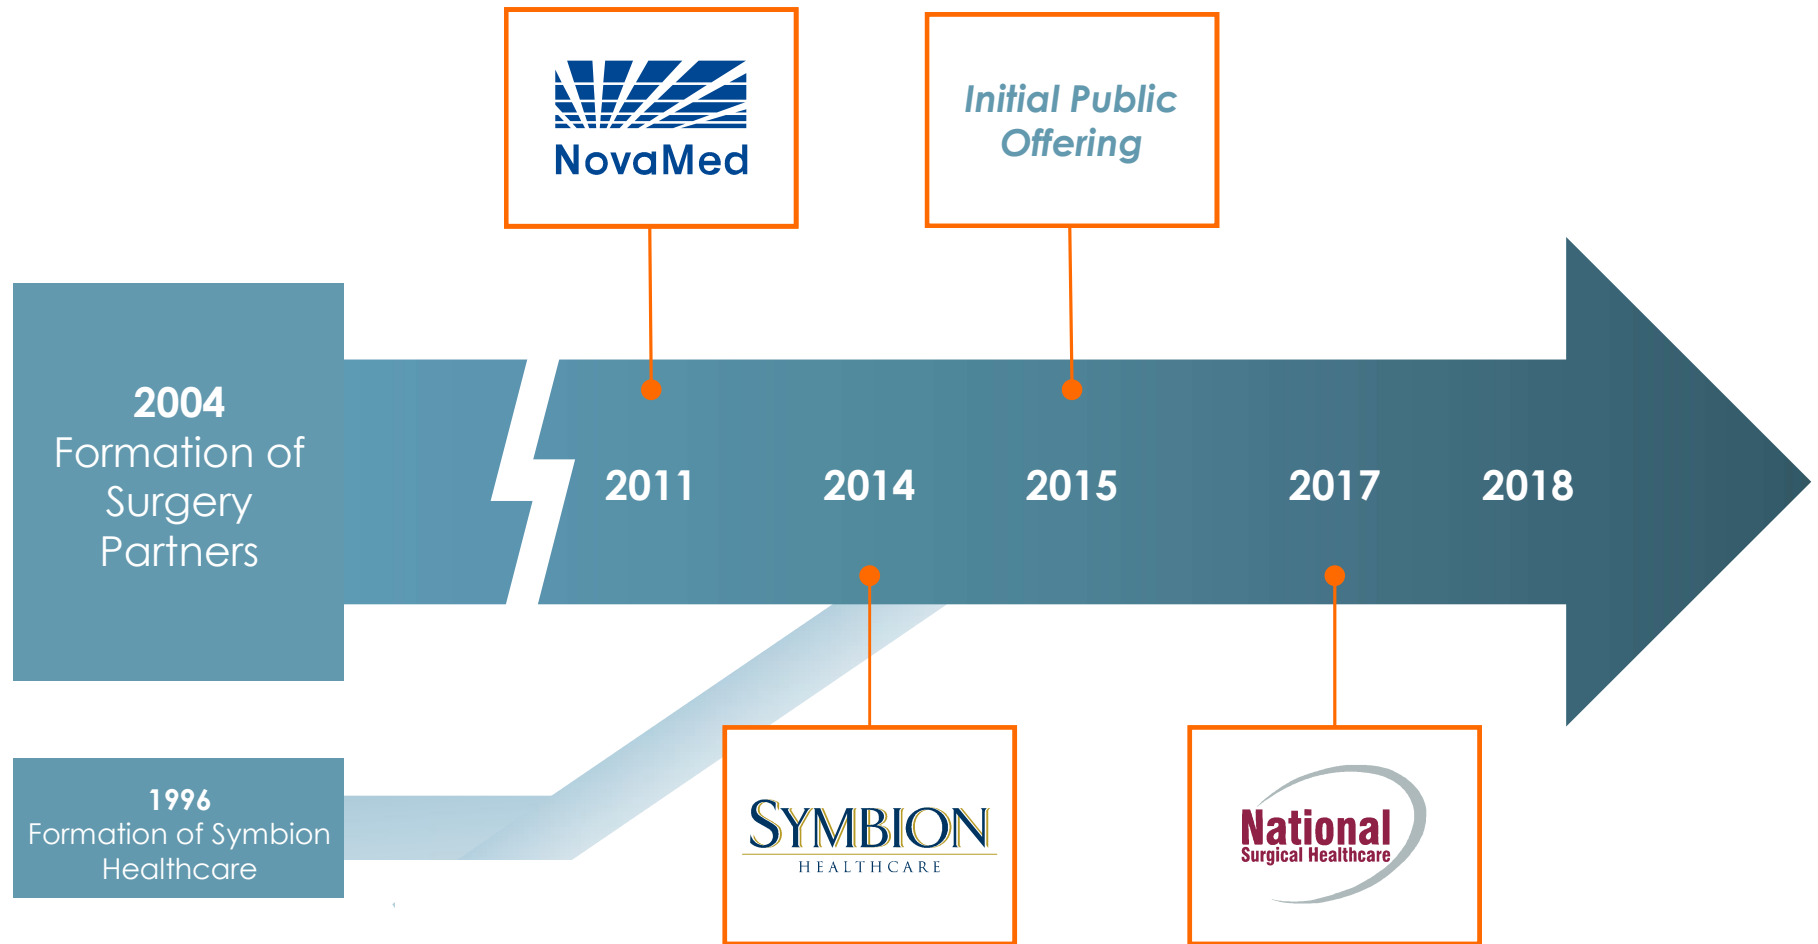 NovaMed
Initial Public
Offering
2004
Formation of
Surgery
Partners
2011
2014
2015
2017
2018
1996
Formation of Symbion
Healthcare
SYMBION
HEALTHCARE
National
Surgical Healthcare